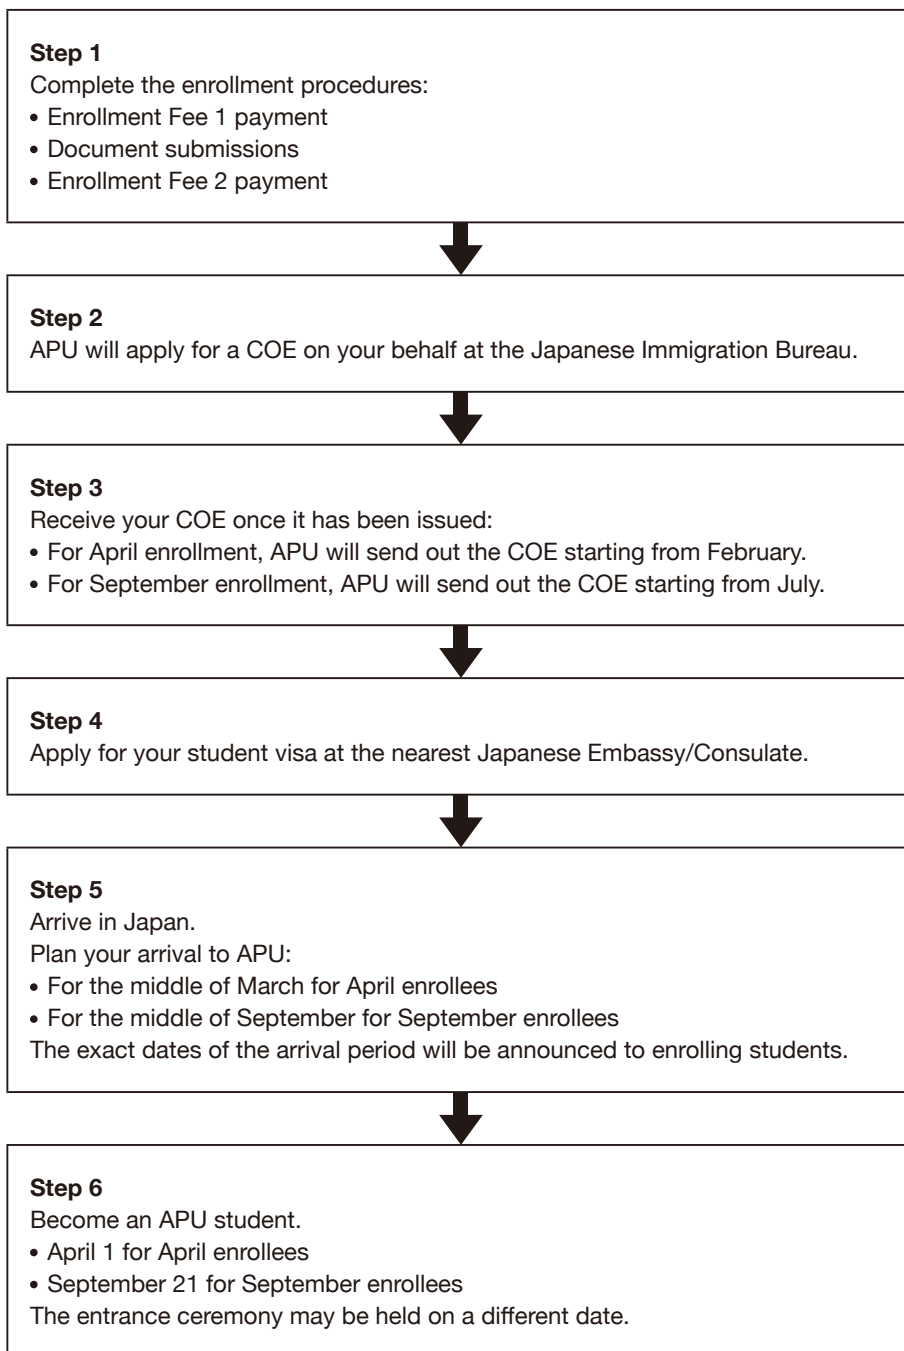 Step 1
Complete the enrollment procedures:
• Enrollment Fee 1 payment
• Document submissions
• Enrollment Fee 2 payment
Step 2
APU will apply for a COE on your behalf at the Japanese Immigration Bureau.
Step 3
Receive your COE once it has been issued:
• For April enrollment, APU will send out the COE starting from February.
• For September enrollment, APU will send out the COE starting from July.
Step 4
Apply for your student visa at the nearest Japanese Embassy/Consulate.
Step 5
Arrive in Japan.
Plan your arrival to APU:
• For the middle of March for April enrollees
• For the middle of September for September enrollees
The exact dates of the arrival period will be announced to enrolling students.
Step 6
Become an APU student.
• April 1 for April enrollees
• September 21 for September enrollees
The entrance ceremony may be held on a different date.